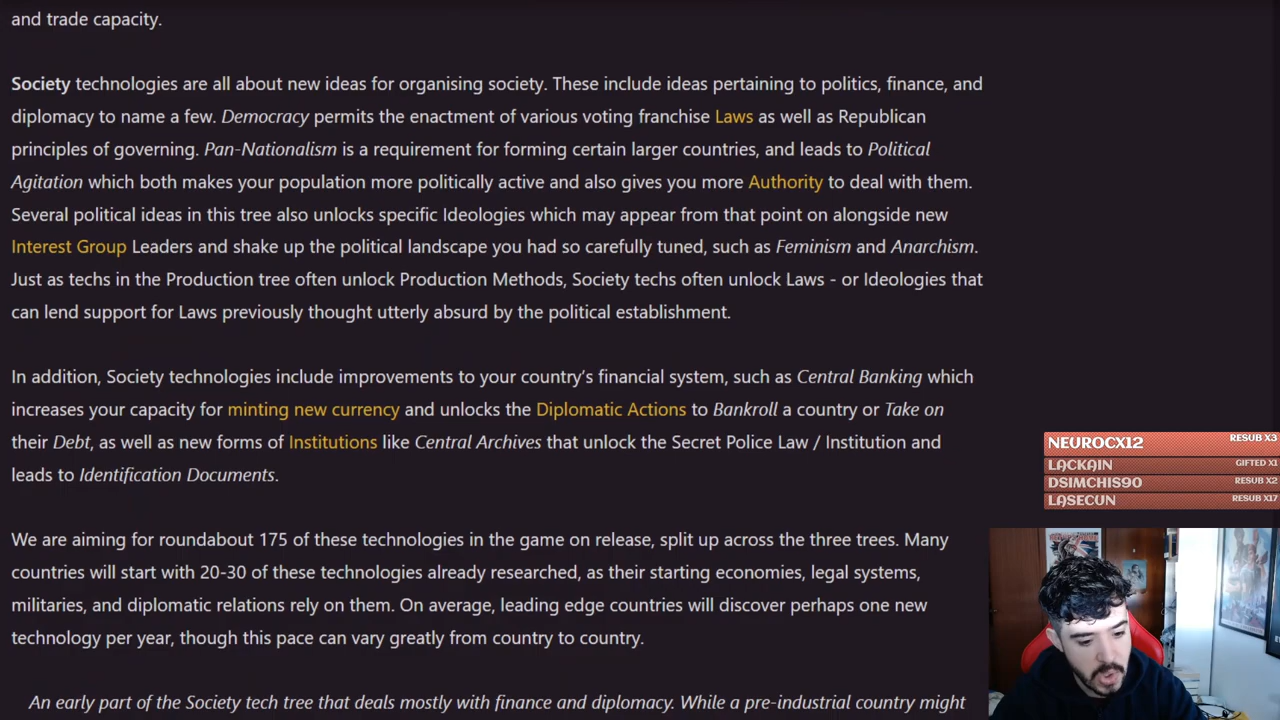 and trade capacity.
Society technologies are all about new ideas for organising society. These include ideas pertaining to politics, finance, and
diplomacy to name a few. Democracy permits the enactment of various voting franchise Laws as well as Republican
principles of governing. Pan-Nationalism is a requirement for forming certain larger countries, and leads to Political
Agitation which both makes your population more politically active and also gives you more Authority to deal with them.
Several political ideas in this tree also unlocks specific Ideologies which may appear from that point on alongside new
Interest Group Leaders and shake up the political landscape you had so carefully tuned, such as Feminism and Anarchism.
Just as techs in the Production tree often unlock Production Methods, Society techs often unlock Laws - or Ideologies that
can lend support for Laws previously thought utterly absurd by the political establishment.
In addition, Society technologies include improvements to your country's financial system, such as Central Banking which
increases your capacity for minting new currency and unlocks the Diplomatic Actions to Bankroll a country or Take on
their Debt, as well as new forms of Institutions like Central Archives that unlock the Secret Police Law / Institution and
leads to Identification Documents.
We are aiming for roundabout 175 of these technologies in the game on release, split up across the three trees. Many
countries will start with 20-30 of these technologies already researched, as their starting economies, legal systems,
militaries, and diplomatic relations rely on them. On average, leading edge countries will discover perhaps one new
technology per year, though this pace can vary greatly from country to country.
An early part of the Society tech tree that deals mostly with finance and diplomacy. While a pre-industrial country might
NEUROCX12 RESUB X3
LACKAIN GIFTED X1
DSIMCHIS90 RESUB X2
LASECUN RESUB X17